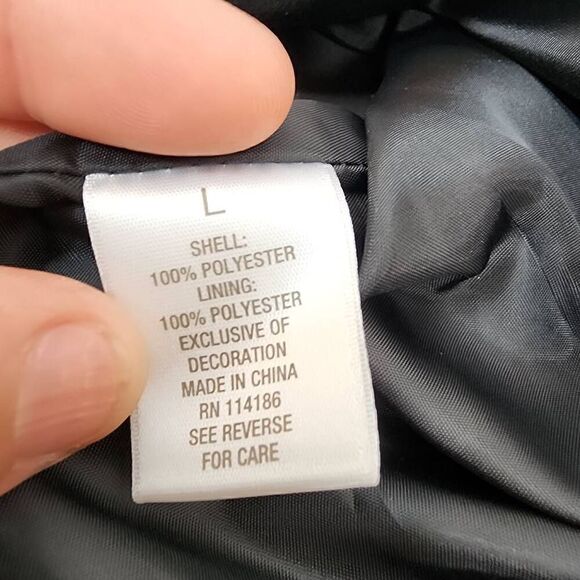 L
SHELL:
100% POLYESTER
LINING:
100% POLYESTER
EXCLUSIVE OF
DECORATION
MADE IN CHINA
RN 114186
SEE REVERSE
FOR CARE